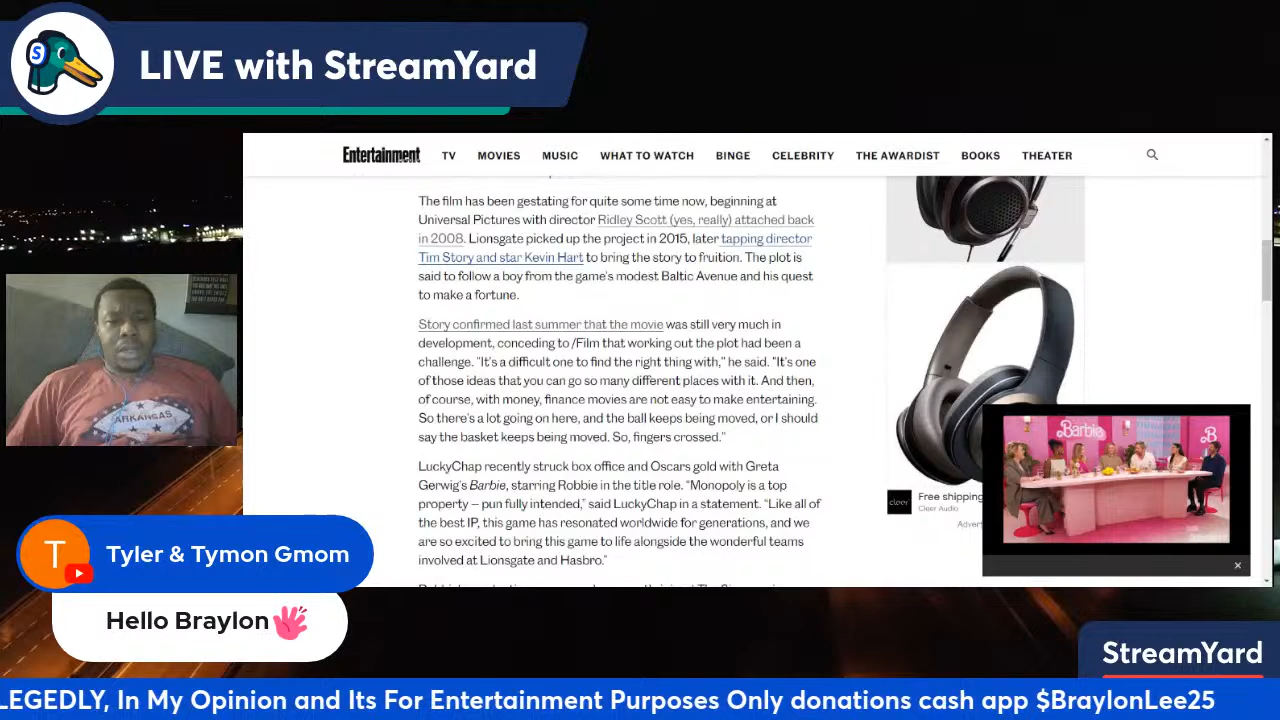 S
LIVE with StreamYard
Entertainment TV MOVIES MUSIC WHAT TO WATCH BINGE CELEBRITY THE AWARDIST BOOKS THEATER
The film has been gestating for quite some time now, beginning at
Universal Pictures with director Ridley Scott (yes, really) attached back
in 2008. Lionsgate picked up the project in 2015, later tapping director
Tim Story and star Kevin Hart to bring the story to fruition. The plot is
said to follow a boy from the game's modest Baltic Avenue and his quest
to make a fortune.
Story confirmed last summer that the movie was still very much in
development, conceding to /Film that working out the plot had been a
challenge. "It's a difficult one to find the right thing with," he said. "It's one
of those ideas that you can go so many different places with it. And then,
of course, with money, finance movies are not easy to make entertaining.
So there's a lot going on here, and the ball keeps being moved, or I should
say the basket keeps being moved. So, fingers crossed."
LuckyChap recently struck box office and Oscars gold with Greta
Gerwig's Barbie, starring Robbie in the title role. "Monopoly is a top
property – pun fully intended," said LuckyChap in a statement. "Like all of
the best IP, this game has resonated worldwide for generations, and we
are so excited to bring this game to life alongside the wonderful teams
involved at Lionsgate and Hasbro."
cleer
Free shipping
Cleer Audio
Advert
Barbie
B
ARKANSAS
T
Tyler & Tymon Gmom
Hello Braylon
StreamYard
LEGEDLY, In My Opinion and Its For Entertainment Purposes Only donations cash app $BraylonLee25